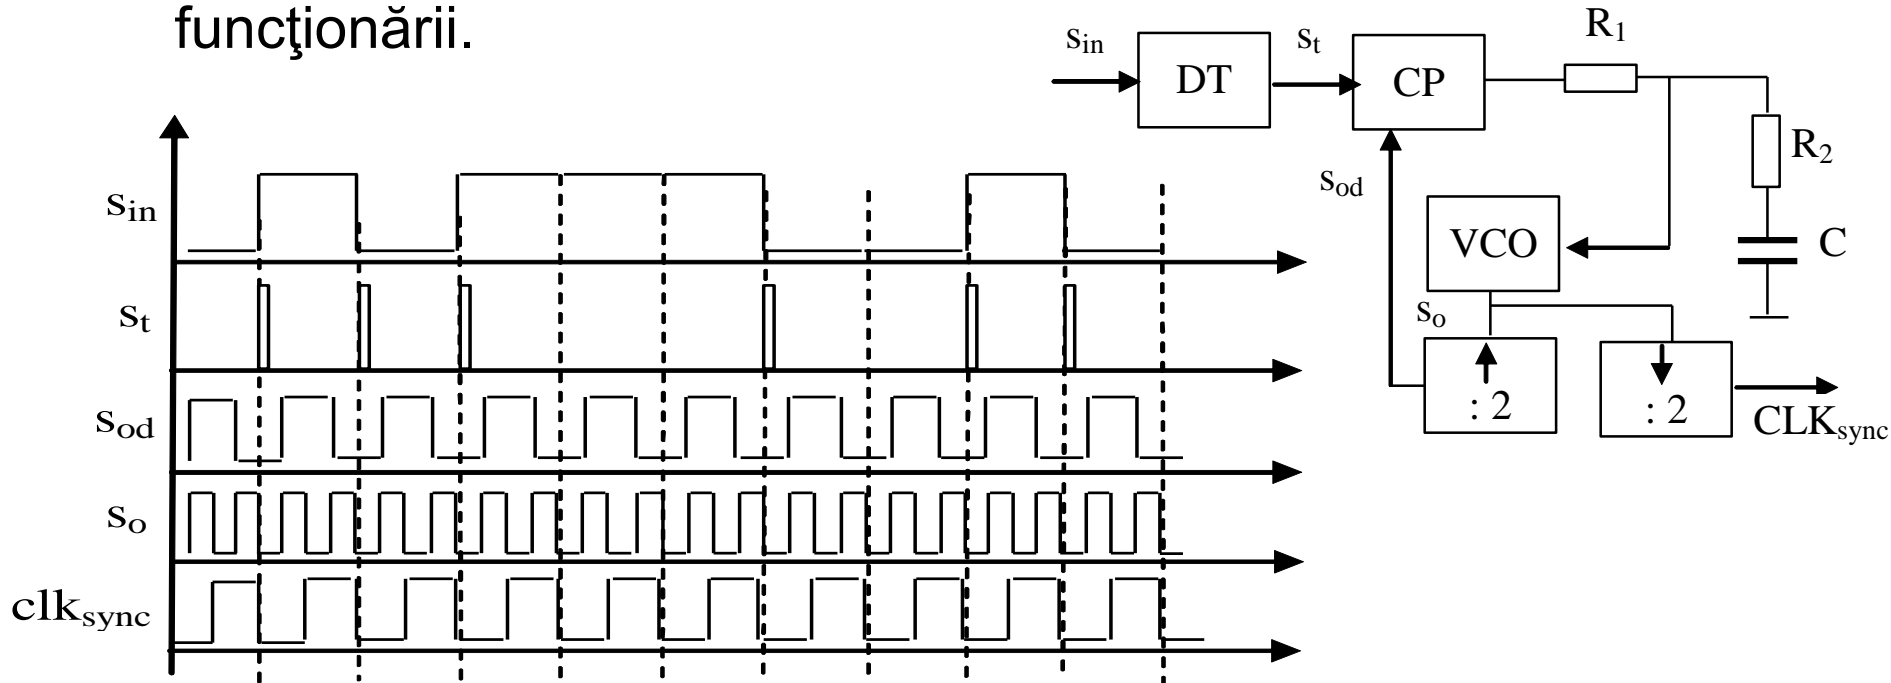 funcţionării.
s_in
DT
s_t
CP
R_1
R_2
s_od
VCO
C
s_o
: 2
: 2
CLK_sync
s_in
s_t
s_od
s_o
clk_sync